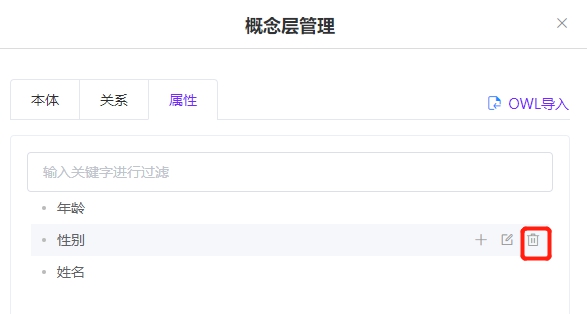 概念层管理
本体 关系 属性 OWL导入
输入关键字进行过滤
年龄
性别
姓名